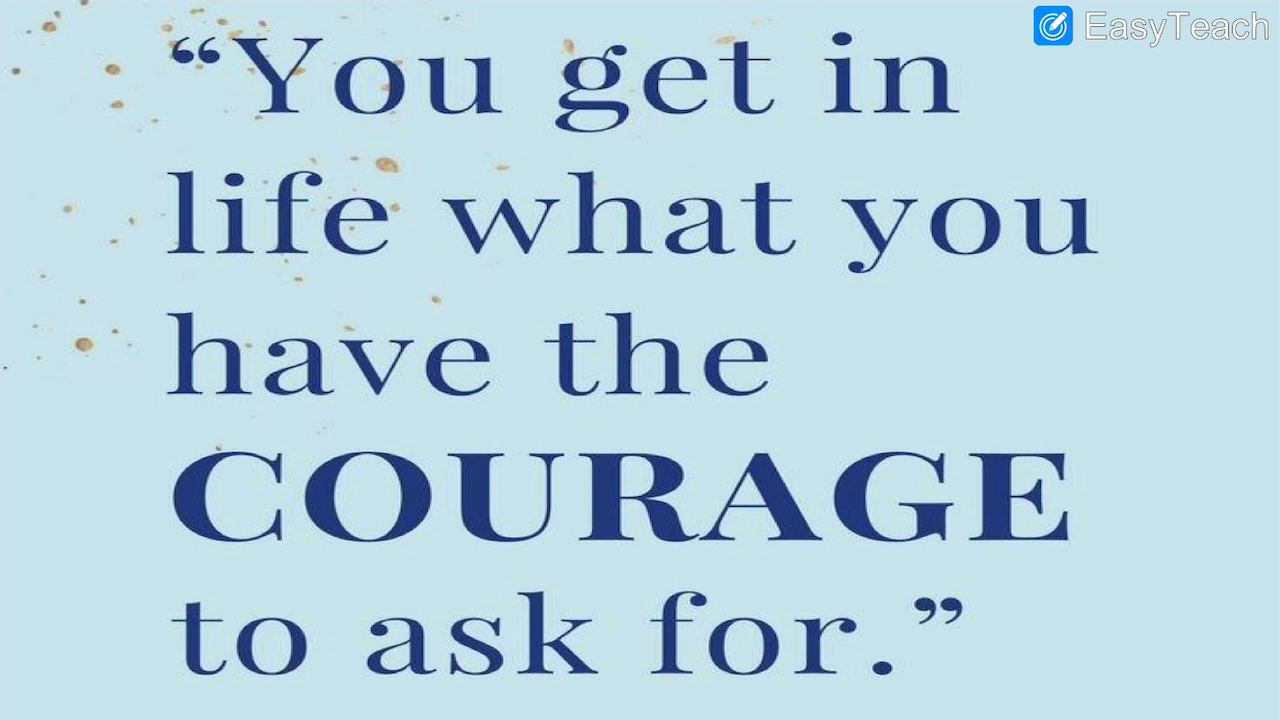 EasyTeach
“You get in
life what you
have the
COURAGE
to ask for.”